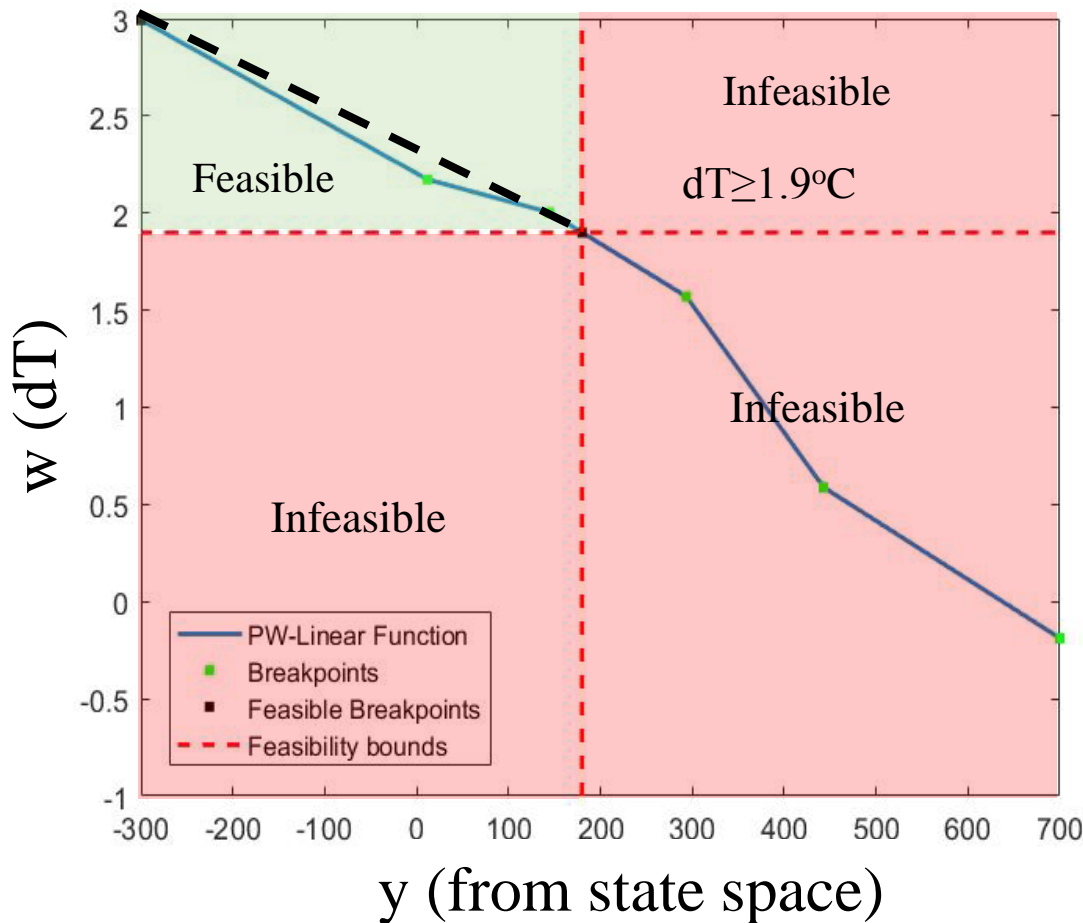 3
2.5
2
1.5
1
0.5
0
-0.5
-1
w (dT)
Feasible
Infeasible
dT≥1.9°C
Infeasible
Infeasible
PW-Linear Function
Breakpoints
Feasible Breakpoints
Feasibility bounds
-300 -200 -100 0 100 200 300 400 500 600 700
y (from state space)